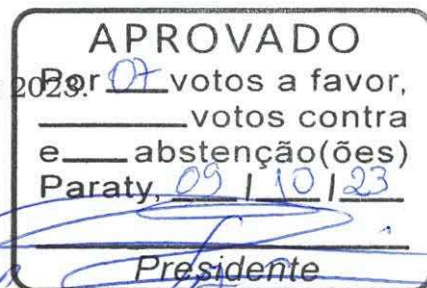 APROVADO
2023.
Por 07 votos a favor,
votos contra
e abstenção(ões)
Paraty, 09 / 10 / 23
Presidente